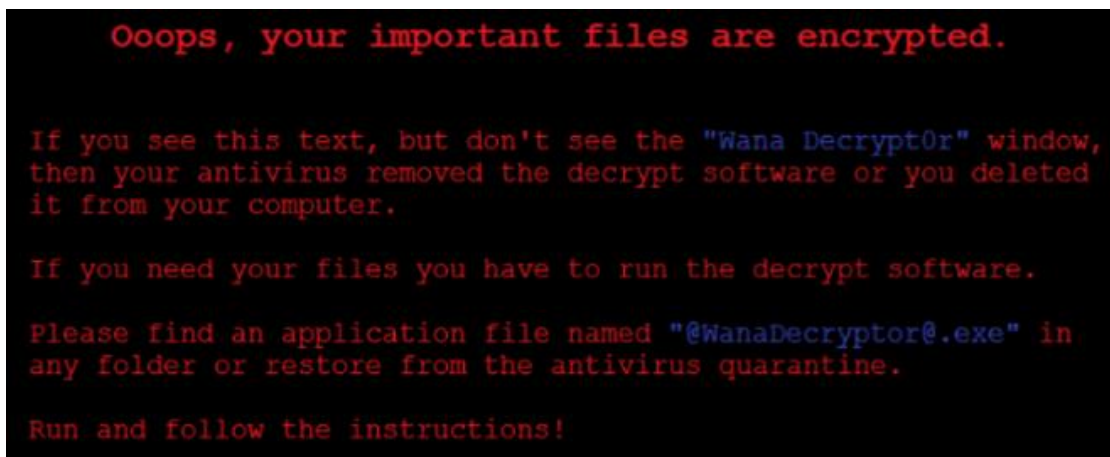 Ooops, your important files are encrypted.
If you see this text, but don't see the "Wana Decrypt0r" window,
then your antivirus removed the decrypt software or you deleted
it from your computer.
If you need your files you have to run the decrypt software.
Please find an application file named "@WanaDecryptor@.exe" in
any folder or restore from the antivirus quarantine.
Run and follow the instructions!